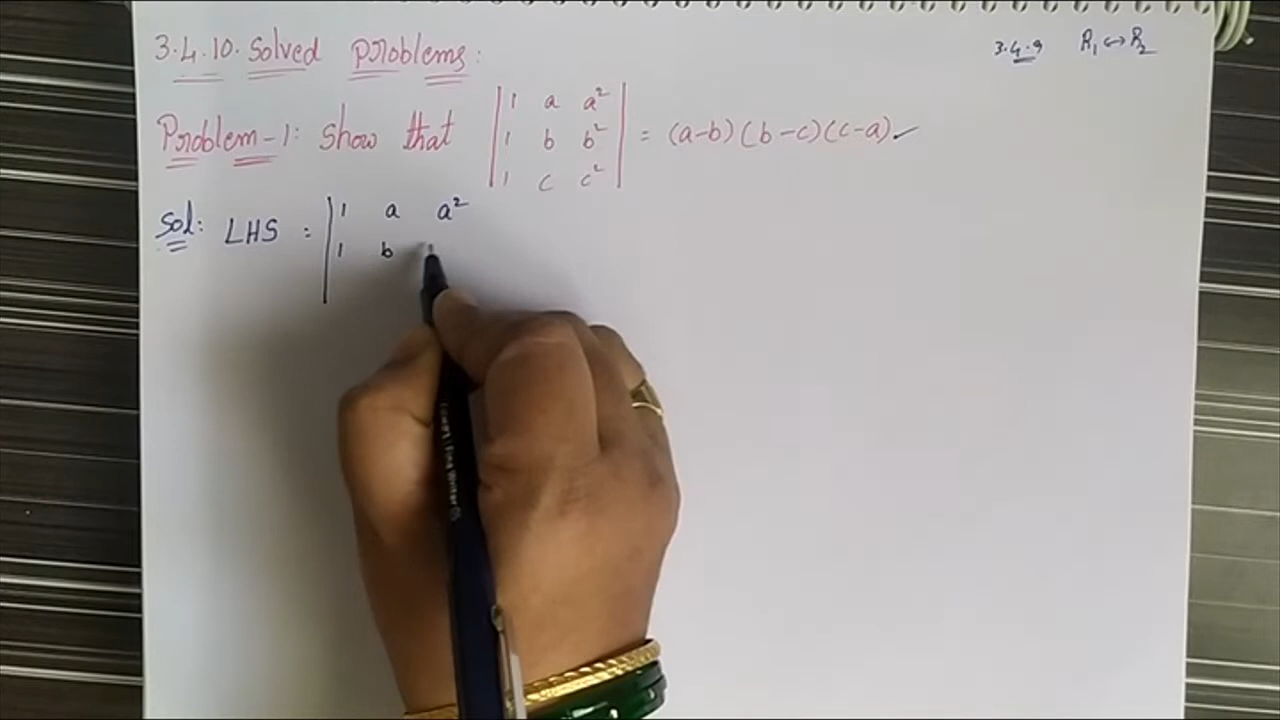 3.4.10. Solved Problems:
3.4.9 R₁ ↔ R₂
Problem-1: Show that | 1 a a² | = (a-b)(b-c)(c-a) ✓
| 1 b b² |
| 1 c c² |
Sol: LHS = | 1 a a²
| 1 b